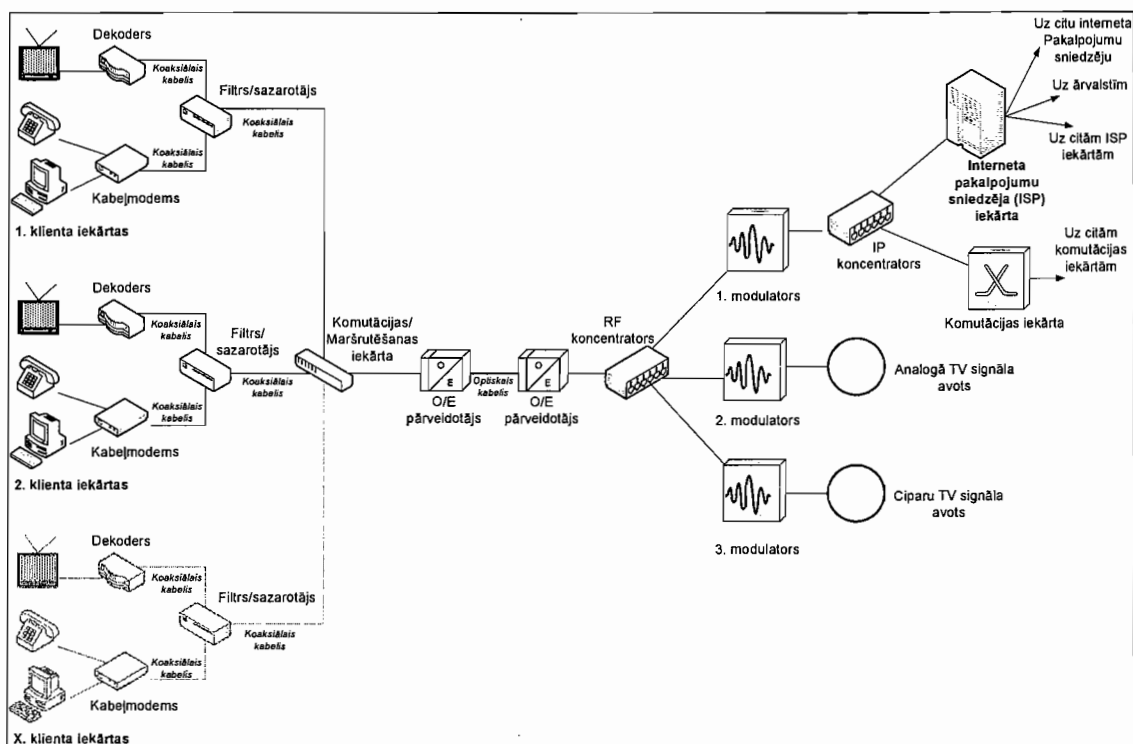 Dekoders
Koaksiālais
kabelis
Filtrs/sazarotājs
Koaksiālais
kabelis
Koaksiālais
kabelis
Kabeļmodems
1. klienta iekārtas
Dekoders
Koaksiālais
kabelis
Filtrs/
sazarotājs
Koaksiālais
kabelis
Koaksiālais
kabelis
Kabeļmodems
2. klienta iekārtas
Dekoders
Koaksiālais
kabelis
Filtrs/sazarotājs
Koaksiālais
kabelis
Koaksiālais
kabelis
Kabeļmodems
X. klienta iekārtas
Komutācijas/
Maršrutēšanas
iekārta
O
E
O/E
pārveidotājs
Optiskais
kabelis
O
E
O/E
pārveidotājs
RF
koncentrators
1. modulators
IP
koncentrators
Interneta
pakalpojumu
sniedzēja (ISP)
iekārta
Uz citu interneta
Pakalpojumu
sniedzēju
Uz ārvalstīm
Uz citām ISP
iekārtām
Uz citām
komutācijas
iekārtām
Komutācijas iekārta
2. modulators
Analogā TV signāla
avots
3. modulators
Ciparu TV signāla
avots